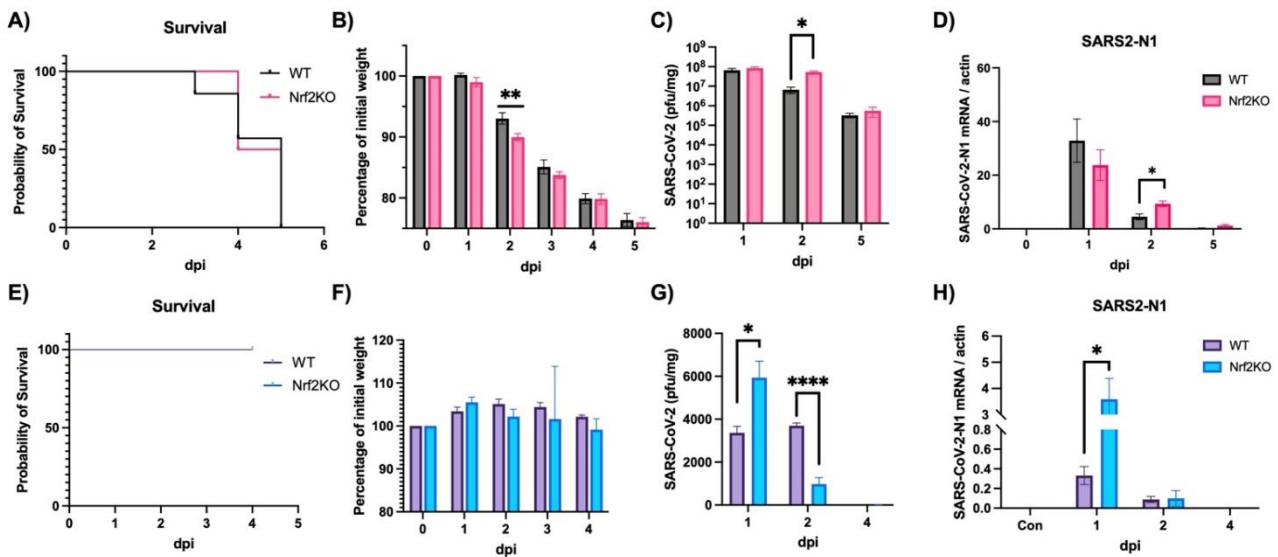 A)
Survival
Probability of Survival
100
50
0
0 2 4 6
dpi
WT
Nrf2KO
B)
Percentage of initial weight
100
90
80
**
0 1 2 3 4 5
dpi
C)
SARS-CoV-2 (pfu/mg)
10⁹
10⁸
10⁷
10⁶
10⁵
10⁴
10³
10²
10¹
10⁰
*
1 2 5
dpi
D)
SARS2-N1
SARS-CoV-2-N1 mRNA / actin
60
40
20
0
*
0 1 2 5
dpi
WT
Nrf2KO
E)
Survival
Probability of Survival
100
50
0
0 1 2 3 4 5
dpi
WT
Nrf2KO
F)
Percentage of initial weight
120
110
100
90
80
0 1 2 3 4
dpi
G)
SARS-CoV-2 (pfu/mg)
8000
6000
4000
2000
0
*
****
1 2 4
dpi
H)
SARS2-N1
SARS-CoV-2-N1 mRNA / actin
6
5
4
3
0.8
0.6
0.4
0.2
0.0
*
Con 1 2 4
dpi
WT
Nrf2KO